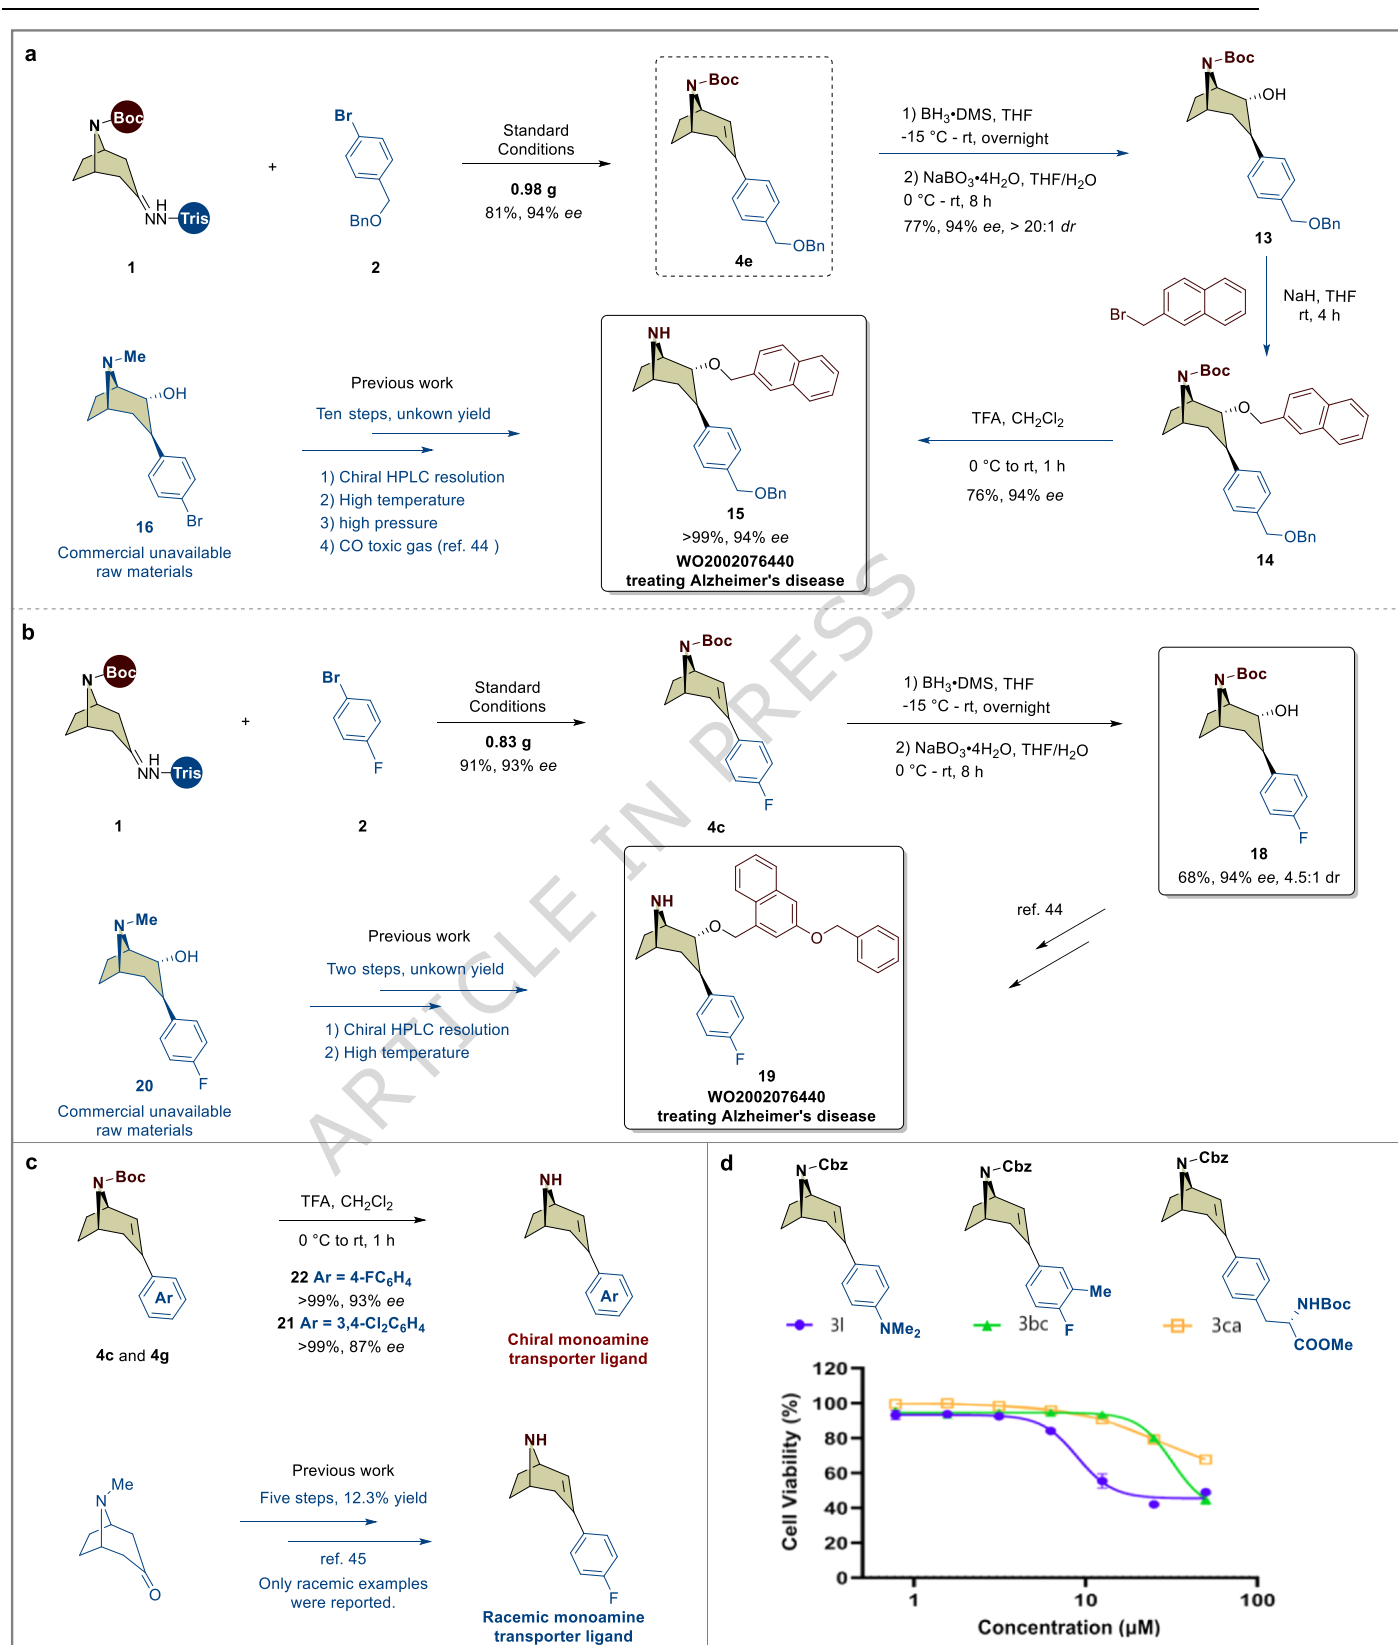 a
N
Boc
H
NN
Tris
1
+
Br
BnO
2
Standard
Conditions
0.98 g
81%, 94% ee
N
Boc
OBn
4e
1) BH3•DMS, THF
-15 °C - rt, overnight
2) NaBO3•4H2O, THF/H2O
0 °C - rt, 8 h
77%, 94% ee, > 20:1 dr
N
Boc
OH
OBn
13
Br
NaH, THF
rt, 4 h
N
Me
OH
Br
16
Commercial unavailable
raw materials
Previous work
Ten steps, unkown yield
1) Chiral HPLC resolution
2) High temperature
3) high pressure
4) CO toxic gas (ref. 44 )
NH
O
OBn
15
>99%, 94% ee
WO2002076440
treating Alzheimer's disease
TFA, CH2Cl2
0 °C to rt, 1 h
76%, 94% ee
N
Boc
O
OBn
14
b
N
Boc
H
NN
Tris
1
+
Br
F
2
Standard
Conditions
0.83 g
91%, 93% ee
N
Boc
F
4c
1) BH3•DMS, THF
-15 °C - rt, overnight
2) NaBO3•4H2O, THF/H2O
0 °C - rt, 8 h
N
Boc
OH
F
18
68%, 94% ee, 4.5:1 dr
N
Me
OH
F
20
Commercial unavailable
raw materials
Previous work
Two steps, unkown yield
1) Chiral HPLC resolution
2) High temperature
NH
O
O
F
19
WO2002076440
treating Alzheimer's disease
ref. 44
ARTICLE IN PRESS
c
N
Boc
Ar
4c and 4g
TFA, CH2Cl2
0 °C to rt, 1 h
22 Ar = 4-FC6H4
>99%, 93% ee
21 Ar = 3,4-Cl2C6H4
>99%, 87% ee
NH
Ar
Chiral monoamine
transporter ligand
Me
N
O
Previous work
Five steps, 12.3% yield
ref. 45
Only racemic examples
were reported.
NH
F
Racemic monoamine
transporter ligand
d
N
Cbz
NMe2
3l
N
Cbz
Me
F
3bc
N
Cbz
NHBoc
COOMe
3ca
Cell Viability (%)
120
100
80
60
40
20
0
1
10
100
Concentration (µM)